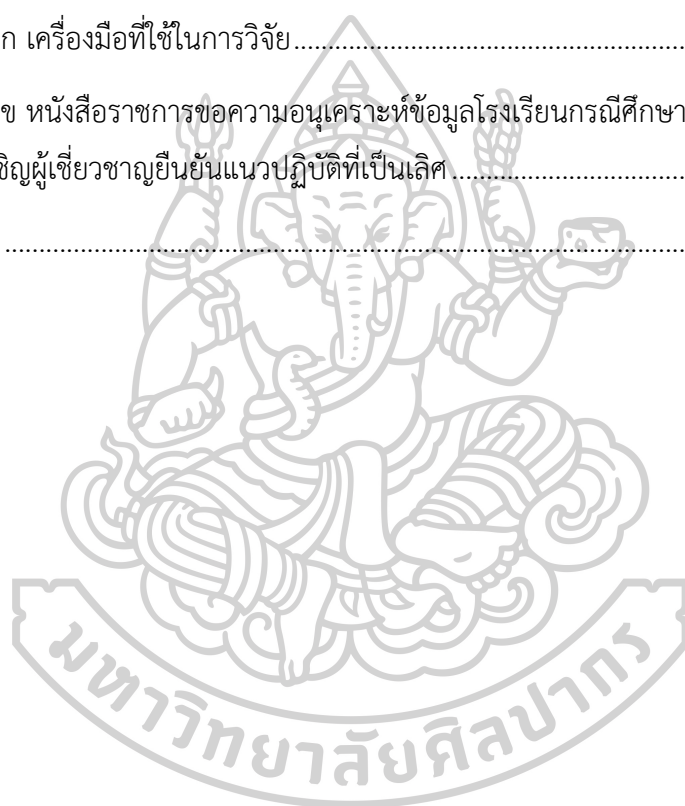 ก เครื่องมือที่ใช้ในการวิจัย....................................................................
ข หนังสือราชการขอความอนุเคราะห์ข้อมูลโรงเรียนกรณีศึกษา
ชิญผู้เชี่ยวชาญยืนยันแนวปฏิบัติที่เป็นเลิศ........................................
........................................................................................................
มหาวิทยาลัยศิลปากร